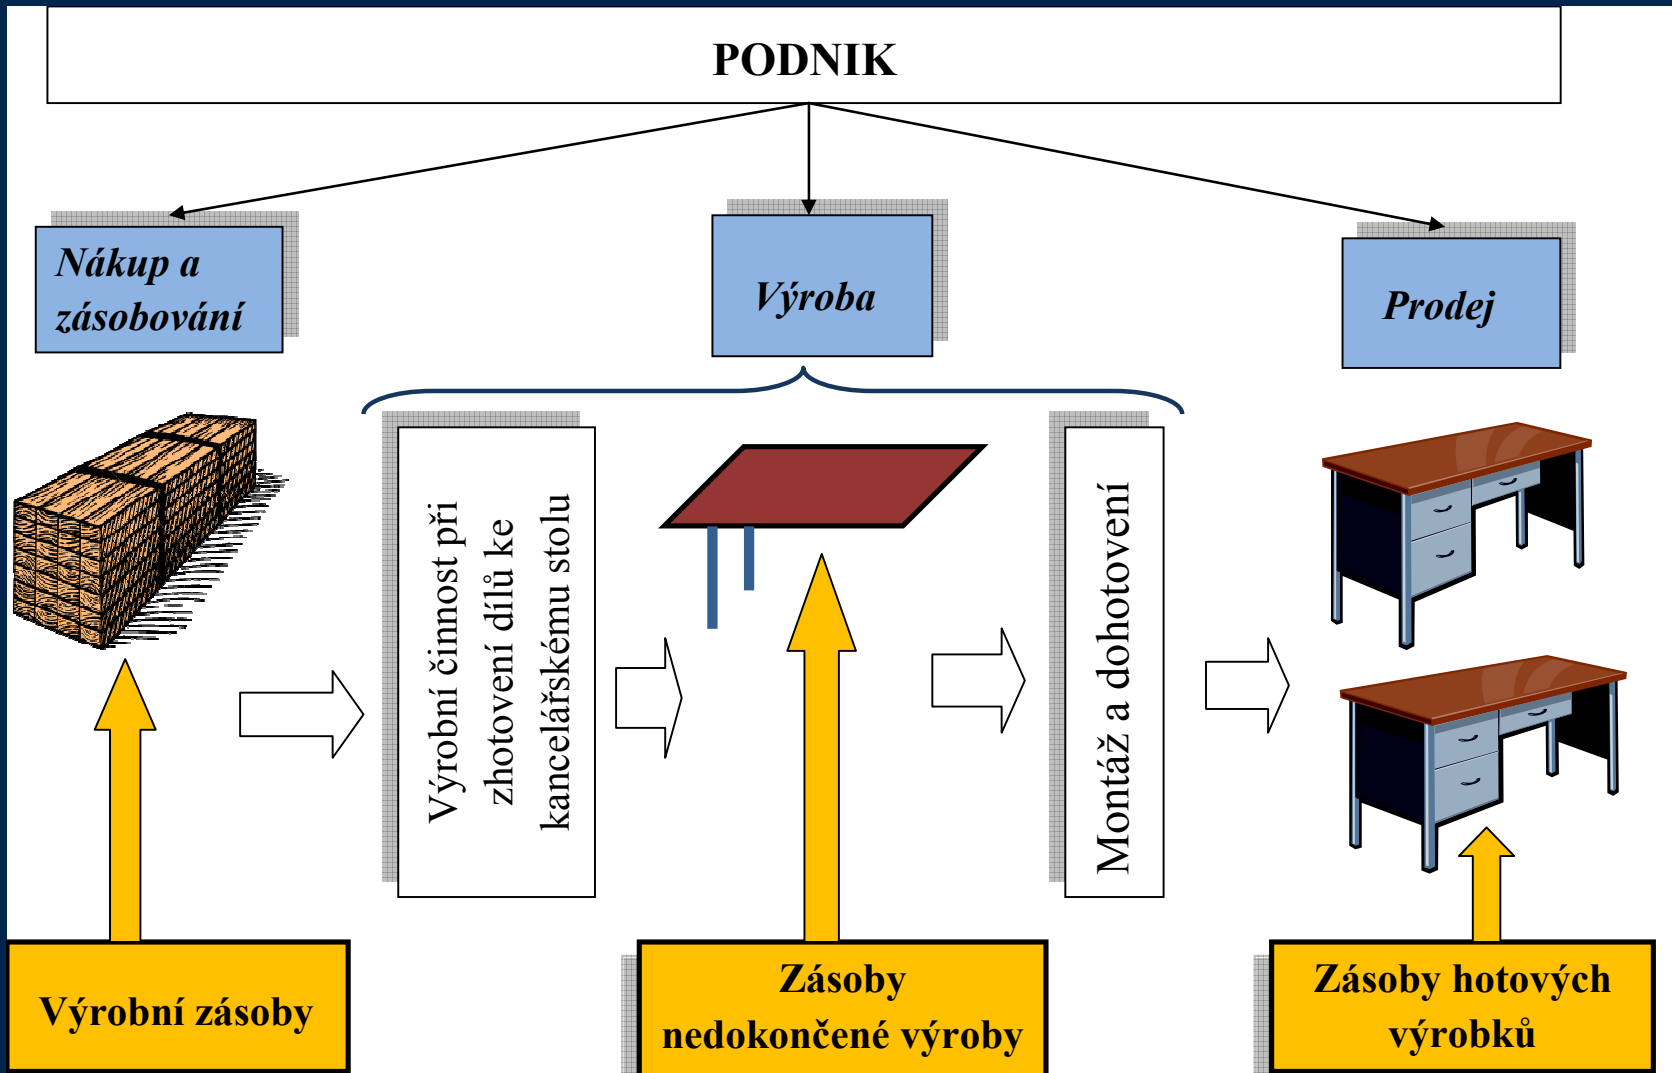 PODNIK
Nákup a
zásobování
Výroba
Prodej
Výrobní činnost při
zhotovení dílů ke
kancelářskému stolu
Montáž a dohotovení
Výrobní zásoby
Zásoby
nedokončené výroby
Zásoby hotových
výrobků